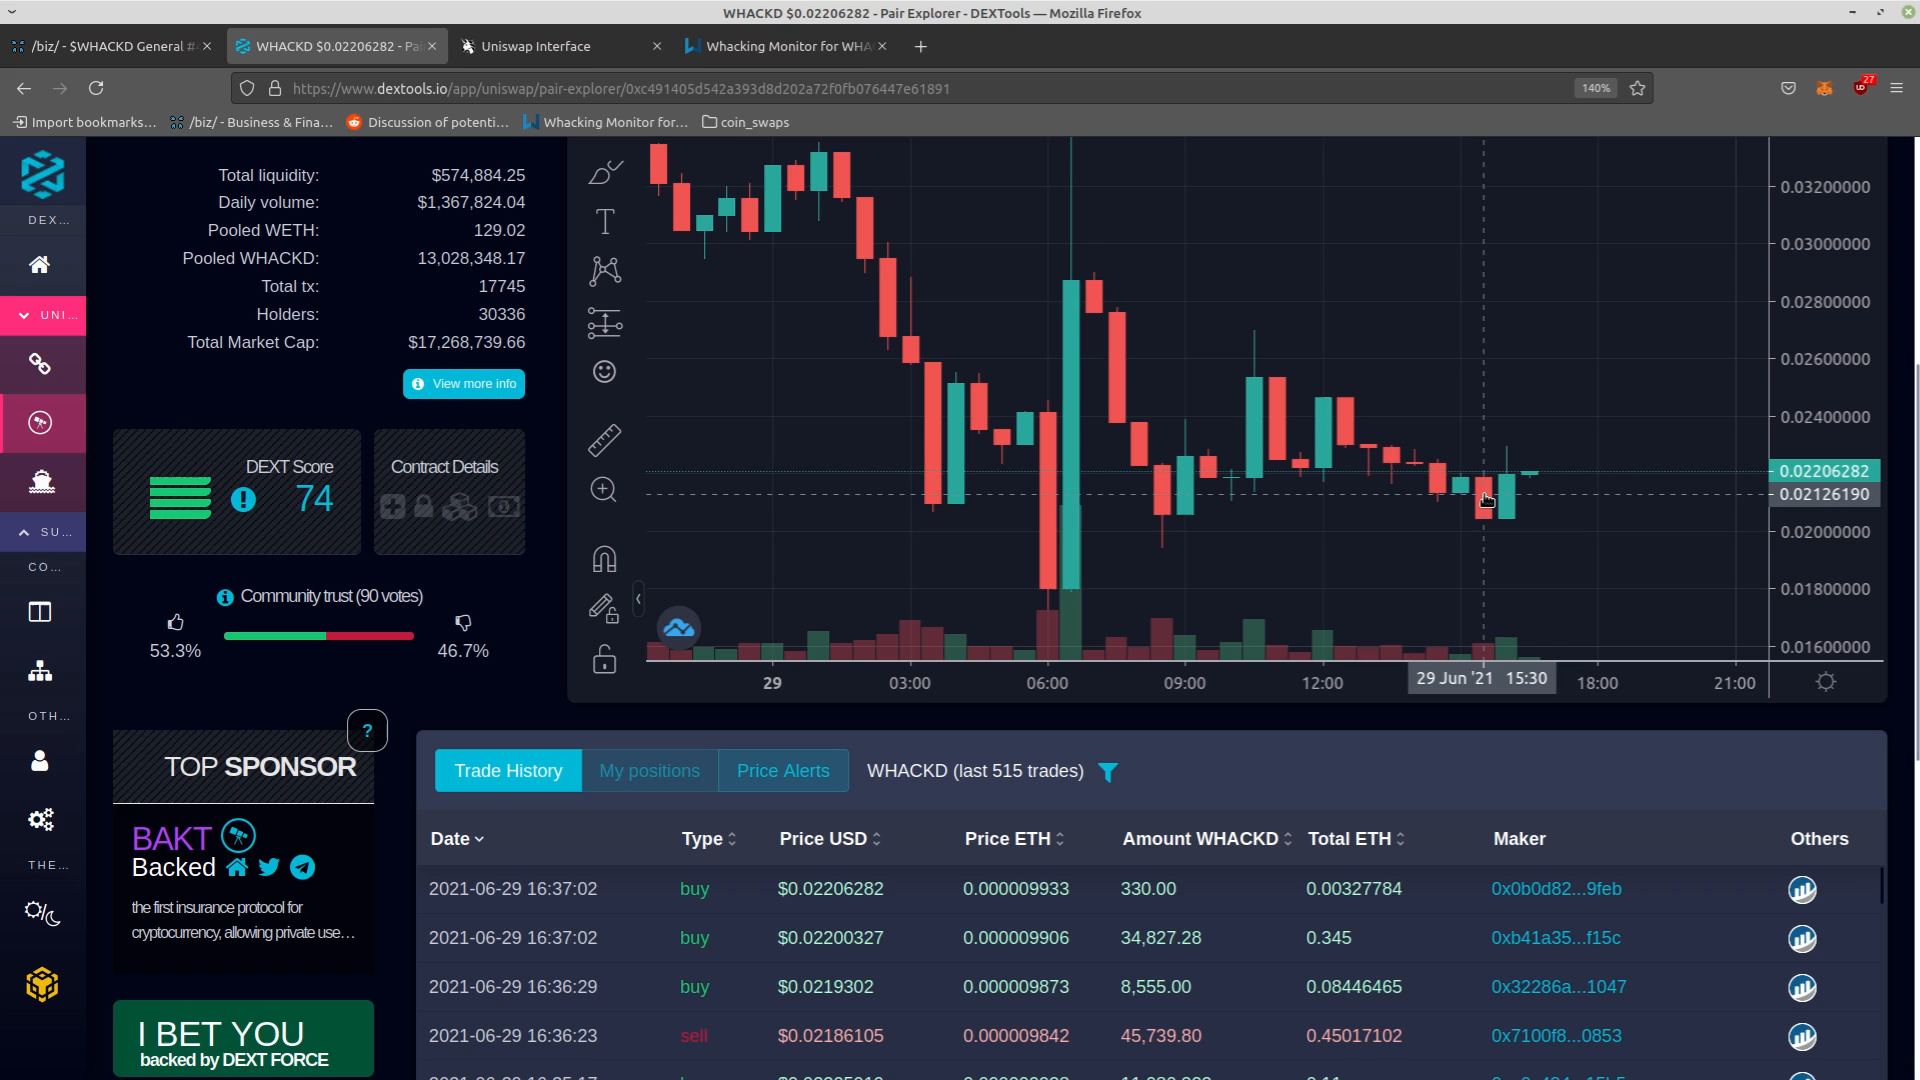 WHACKD $0.02206282 - Pair Explorer - DEXTools — Mozilla Firefox
/biz/ - $WHACKD General #
WHACKD $0.02206282 - Pai
Uniswap Interface
Whacking Monitor for WHA
https://www.dextools.io/app/uniswap/pair-explorer/0xc491405d542a393d8d202a72f0fb076447e61891
140%
27
Import bookmarks...
/biz/ - Business & Fina...
Discussion of potenti...
Whacking Monitor for...
coin_swaps
DEX...
UNI...
SU...
CO...
OTH...
THE...
Total liquidity: $574,884.25
Daily volume: $1,367,824.04
Pooled WETH: 129.02
Pooled WHACKD: 13,028,348.17
Total tx: 17745
Holders: 30336
Total Market Cap: $17,268,739.66
View more info
DEXT Score
74
Contract Details
Community trust (90 votes)
53.3%
46.7%
0.03200000
0.03000000
0.02800000
0.02600000
0.02400000
0.02206282
0.02126190
0.02000000
0.01800000
0.01600000
29
03:00
06:00
09:00
12:00
29 Jun '21 15:30
18:00
21:00
?
TOP SPONSOR
BAKT
Backed
the first insurance protocol for
cryptocurrency, allowing private use...
I BET YOU
backed by DEXT FORCE
Trade History
My positions
Price Alerts
WHACKD (last 515 trades)
Date Type Price USD Price ETH Amount WHACKD Total ETH Maker Others
2021-06-29 16:37:02 buy $0.02206282 0.000009933 330.00 0.00327784 0x0b0d82...9feb
2021-06-29 16:37:02 buy $0.02200327 0.000009906 34,827.28 0.345 0xb41a35...f15c
2021-06-29 16:36:29 buy $0.0219302 0.000009873 8,555.00 0.08446465 0x32286a...1047
2021-06-29 16:36:23 sell $0.02186105 0.000009842 45,739.80 0.45017102 0x7100f8...0853